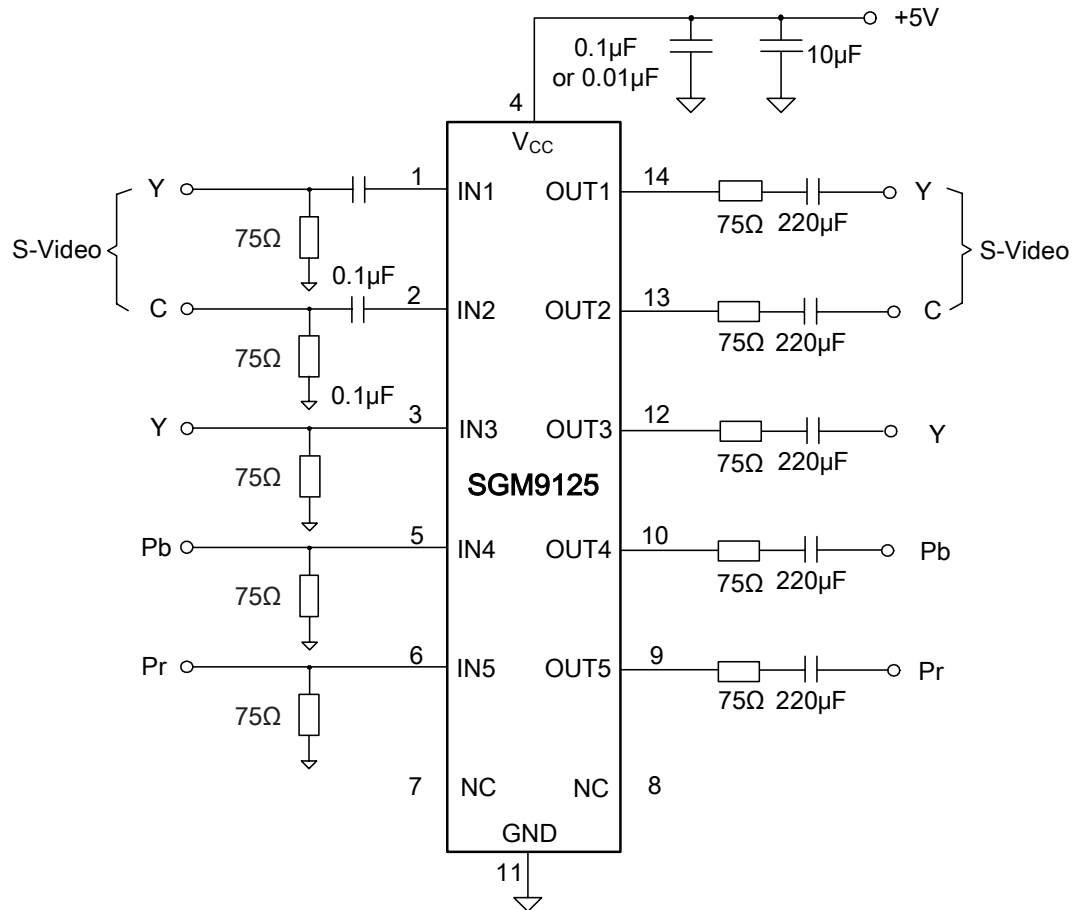 +5V
0.1µF
or 0.01µF
10µF
4
VCC
Y
1
IN1
OUT1
14
Y
75Ω
75Ω 220µF
S-Video
S-Video
0.1µF
C
2
IN2
OUT2
13
C
75Ω
75Ω 220µF
0.1µF
Y
3
IN3
OUT3
12
Y
75Ω
75Ω 220µF
SGM9125
Pb
5
IN4
OUT4
10
Pb
75Ω
75Ω 220µF
Pr
6
IN5
OUT5
9
Pr
75Ω
75Ω 220µF
7
NC
NC
8
GND
11